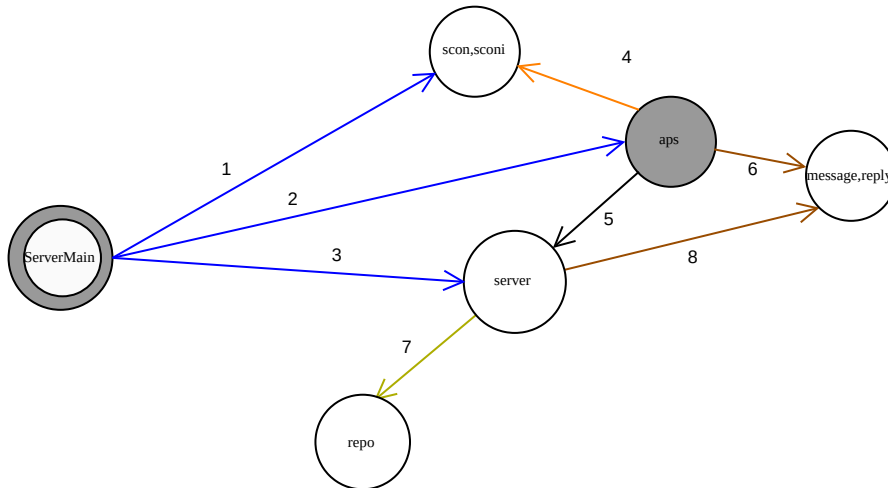 scon,sconi
4
aps
1
6
message,reply
2
5
ServerMain
3
8
server
7
repo